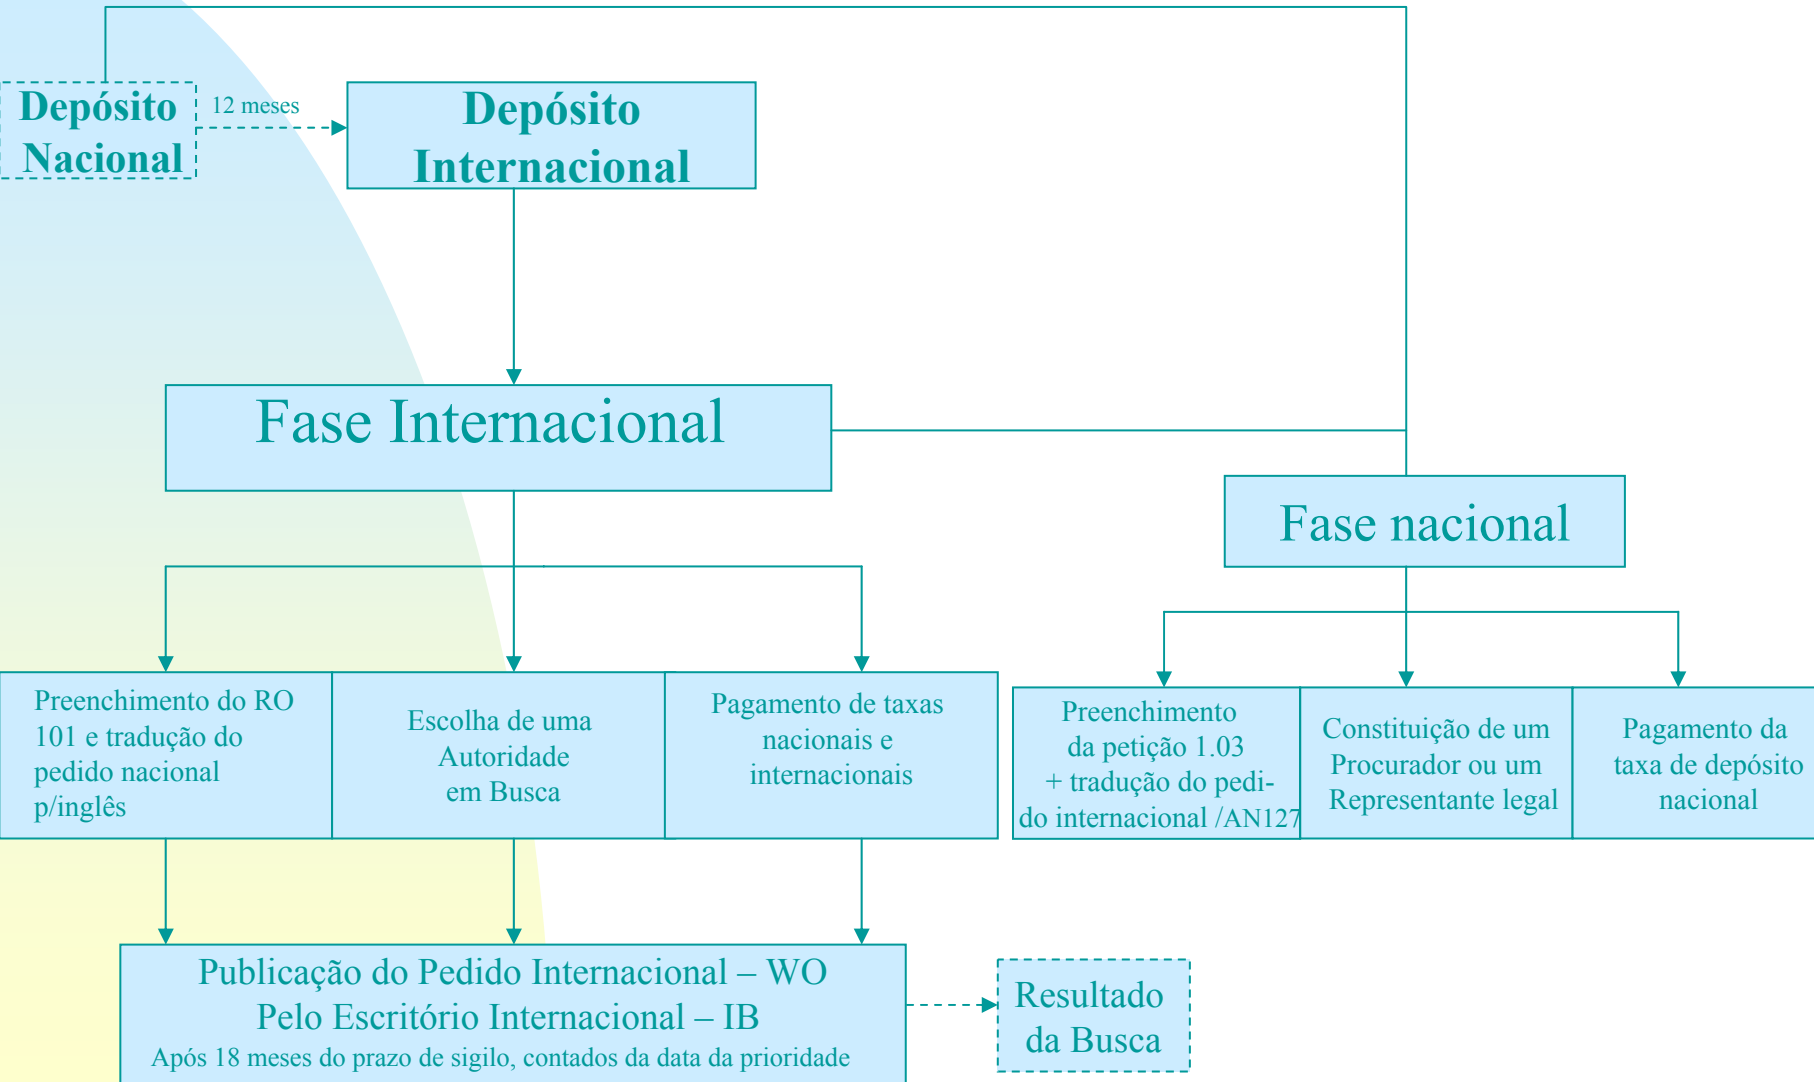 Depósito
Nacional
12 meses
Depósito
Internacional
Fase Internacional
Fase nacional
Preenchimento do RO
101 e tradução do
pedido nacional
p/inglês
Escolha de uma
Autoridade
em Busca
Pagamento de taxas
nacionais e
internacionais
Preenchimento
da petição 1.03
+ tradução do pedi-
do internacional /AN127
Constituição de um
Procurador ou um
Representante legal
Pagamento da
taxa de depósito
nacional
Publicação do Pedido Internacional – WO
Pelo Escritório Internacional – IB
Após 18 meses do prazo de sigilo, contados da data da prioridade
Resultado
da Busca